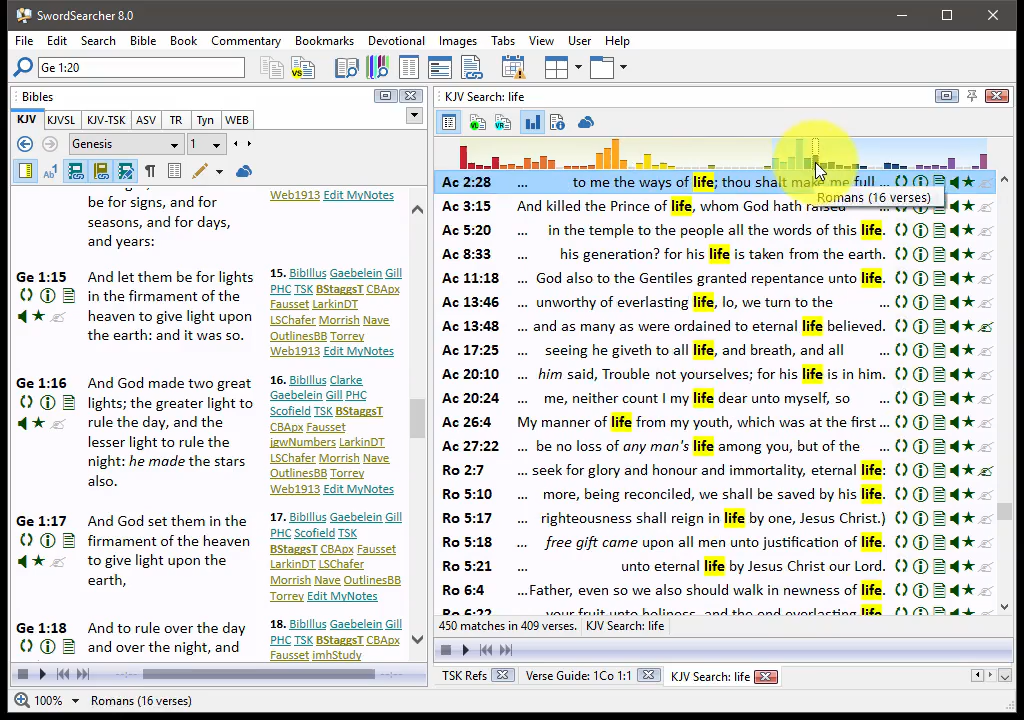 SwordSearcher 8.0
File Edit Search Bible Book Commentary Bookmarks Devotional Images Tabs View User Help
Ge 1:20
Bibles
KJV KJVSL KJV-TSK ASV TR Tyn WEB
Genesis 1
be for signs, and for
seasons, and for days,
and years:
Web1913 Edit MyNotes
Ge 1:15 And let them be for lights
in the firmament of the
heaven to give light upon
the earth: and it was so.
15. BibIllus Gaebelein Gill
PHC TSK BStaggsT CBApx
Fausset LarkinDT
LSChafer Morrish Nave
OutlinesBB Torrey
Web1913 Edit MyNotes
Ge 1:16 And God made two great
lights; the greater light to
rule the day, and the
lesser light to rule the
night: he made the stars
also.
16. BibIllus Clarke
Gaebelein Gill PHC
Scofield TSK BStaggsT
CBApx Fausset
jgwNumbers LarkinDT
LSChafer Morrish Nave
OutlinesBB Torrey
Web1913 Edit MyNotes
Ge 1:17 And God set them in the
firmament of the heaven
to give light upon the
earth,
17. BibIllus Gaebelein Gill
PHC Scofield TSK
BStaggsT CBApx Fausset
LarkinDT LSChafer
Morrish Nave OutlinesBB
Torrey Edit MyNotes
Ge 1:18 And to rule over the day
and over the night, and
18. BibIllus Gaebelein Gill
PHC TSK BStaggsT CBApx
Fausset imhStudy
100% Romans (16 verses)
KJV Search: life
Ac 2:28 ... to me the ways of life; thou shalt make me full ...
Romans (16 verses)
Ac 3:15 And killed the Prince of life, whom God hath raised
Ac 5:20 ... in the temple to the people all the words of this life.
Ac 8:33 ... his generation? for his life is taken from the earth.
Ac 11:18 ... God also to the Gentiles granted repentance unto life.
Ac 13:46 ... unworthy of everlasting life, lo, we turn to the ...
Ac 13:48 ... and as many as were ordained to eternal life believed.
Ac 17:25 ... seeing he giveth to all life, and breath, and all ...
Ac 20:10 ... him said, Trouble not yourselves; for his life is in him.
Ac 20:24 ... me, neither count I my life dear unto myself, so ...
Ac 26:4 My manner of life from my youth, which was at the first ...
Ac 27:22 ... be no loss of any man's life among you, but of the ...
Ro 2:7 ... seek for glory and honour and immortality, eternal life:
Ro 5:10 ... more, being reconciled, we shall be saved by his life.
Ro 5:17 ... righteousness shall reign in life by one, Jesus Christ.)
Ro 5:18 ... free gift came upon all men unto justification of life.
Ro 5:21 ... unto eternal life by Jesus Christ our Lord.
Ro 6:4 ...Father, even so we also should walk in newness of life.
Ro 6:22 ... your fruit unto holiness, and the end everlasting life.
450 matches in 409 verses. KJV Search: life
TSK Refs Verse Guide: 1Co 1:1 KJV Search: life